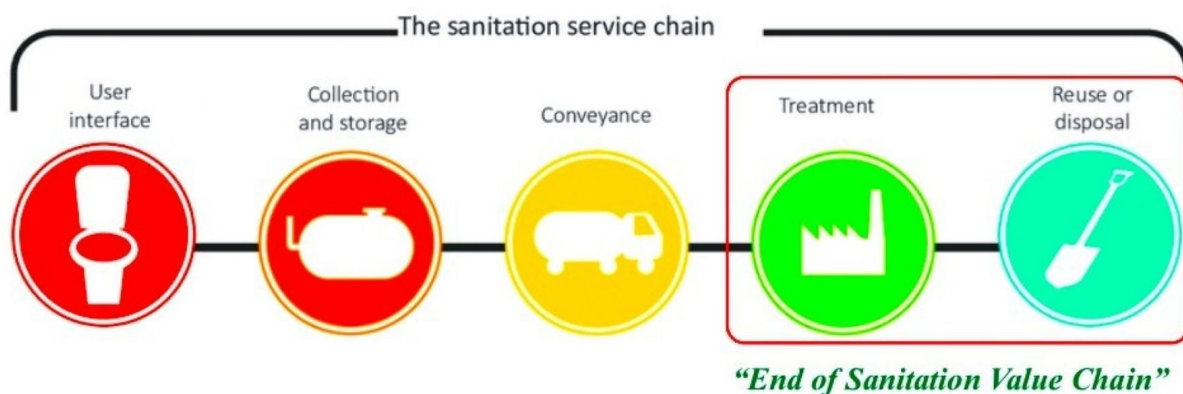 The sanitation service chain
User
interface
Collection
and storage
Conveyance
Treatment
Reuse or
disposal
“End of Sanitation Value Chain”